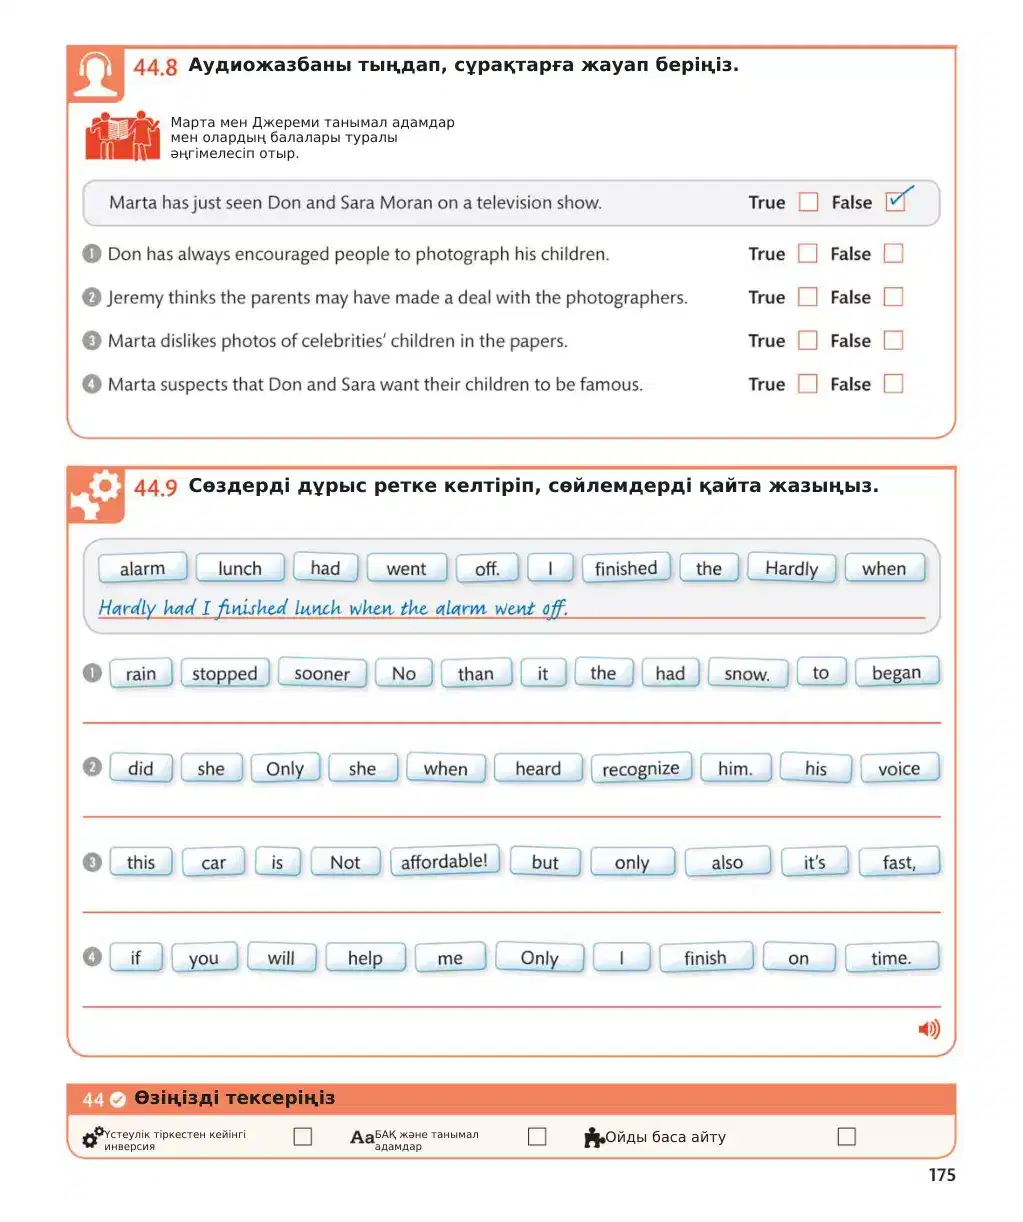 44.8 Аудиожазбаны тыңдап, сұрақтарға жауап беріңіз.
Марта мен Джереми танымал адамдар
мен олардың балалары туралы
әңгімелесіп отыр.
Marta has just seen Don and Sara Moran on a television show. True False
1 Don has always encouraged people to photograph his children. True False
2 Jeremy thinks the parents may have made a deal with the photographers. True False
3 Marta dislikes photos of celebrities' children in the papers. True False
4 Marta suspects that Don and Sara want their children to be famous. True False
44.9 Сөздерді дұрыс ретке келтіріп, сөйлемдерді қайта жазыңыз.
alarm lunch had went off. I finished the Hardly when
Hardly had I finished lunch when the alarm went off.
1 rain stopped sooner No than it the had snow. to began
2 did she Only she when heard recognize him. his voice
3 this car is Not affordable! but only also it's fast,
4 if you will help me Only I finish on time.
44 Өзіңізді тексеріңіз
Үстеулік тіркестен кейінгі
инверсия
Aa БАҚ және танымал
адамдар
Ойды баса айту
175